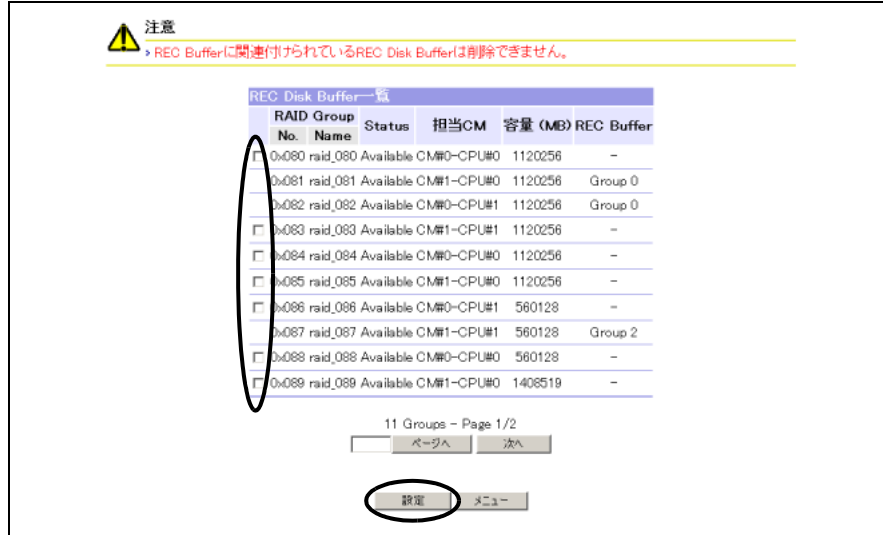 注意
REC Bufferに関連付けられているREC Disk Bufferは削除できません。
REC Disk Buffer一覧
RAID Group Status 担当CM 容量 (MB) REC Buffer
No. Name
0x080 raid_080 Available CM#0-CPU#0 1120256 -
0x081 raid_081 Available CM#1-CPU#0 1120256 Group 0
0x082 raid_082 Available CM#0-CPU#1 1120256 Group 0
0x083 raid_083 Available CM#1-CPU#1 1120256 -
0x084 raid_084 Available CM#0-CPU#0 1120256 -
0x085 raid_085 Available CM#1-CPU#0 1120256 -
0x086 raid_086 Available CM#0-CPU#1 560128 -
0x087 raid_087 Available CM#1-CPU#1 560128 Group 2
0x088 raid_088 Available CM#0-CPU#0 560128 -
0x089 raid_089 Available CM#1-CPU#0 1408519 -
11 Groups - Page 1/2
ページへ 次へ
設定 メニュー